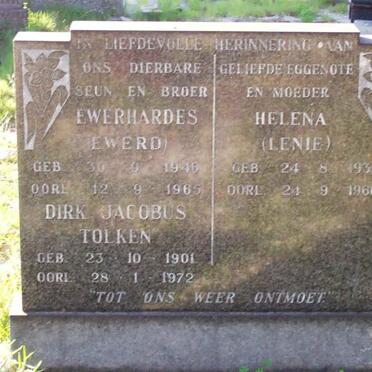 IN LIEFDEVOLLE HERINNERING AAN
ONS DIERBARE
SEUN EN BROER
EWERHARDES
(EWERD)
GEB. 30 - 9 - 1946
OORL. 12 - 9 - 1965
DIRK JACOBUS
TOLKEN
GEB. 23 - 10 - 1901
OORL. 28 - 1 - 1972
GELIEFDE EGGENOTE
EN MOEDER
HELENA
(LENIE)
GEB. 24 - 8
OORL. 24 - 9
"TOT ONS WEER ONTMOET."